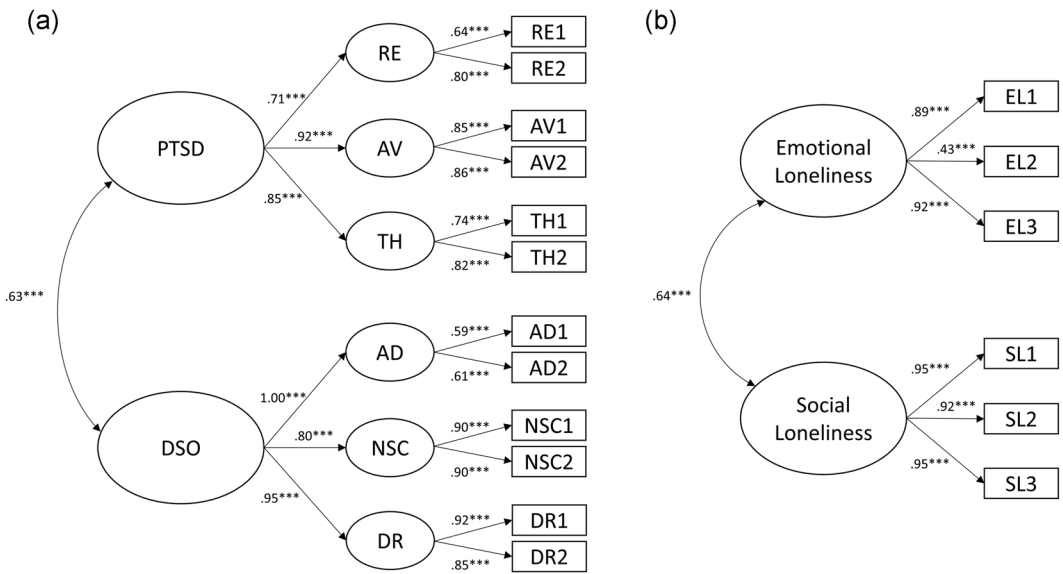 (a)
PTSD
.71***
.92***
.85***
RE
.64***
.80***
RE1
RE2
AV
.85***
.86***
AV1
AV2
TH
.74***
.82***
TH1
TH2
.63***
DSO
1.00***
.80***
.95***
AD
.59***
.61***
AD1
AD2
NSC
.90***
.90***
NSC1
NSC2
DR
.92***
.85***
DR1
DR2
(b)
Emotional
Loneliness
.89***
.43***
.92***
EL1
EL2
EL3
.64***
Social
Loneliness
.95***
.92***
.95***
SL1
SL2
SL3